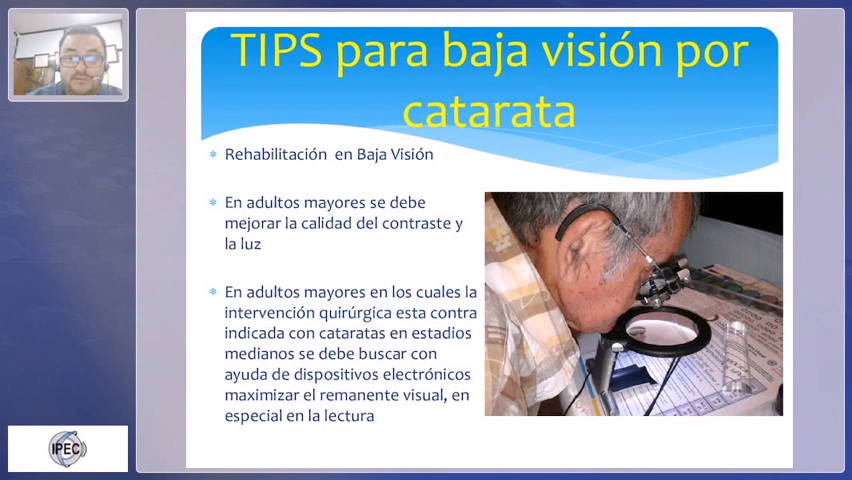 TIPS para baja visión por
catarata
Rehabilitación en Baja Visión
En adultos mayores se debe
mejorar la calidad del contraste y
la luz
En adultos mayores en los cuales la
intervención quirúrgica esta contra
indicada con cataratas en estadios
medianos se debe buscar con
ayuda de dispositivos electrónicos
maximizar el remanente visual, en
especial en la lectura
IPEC